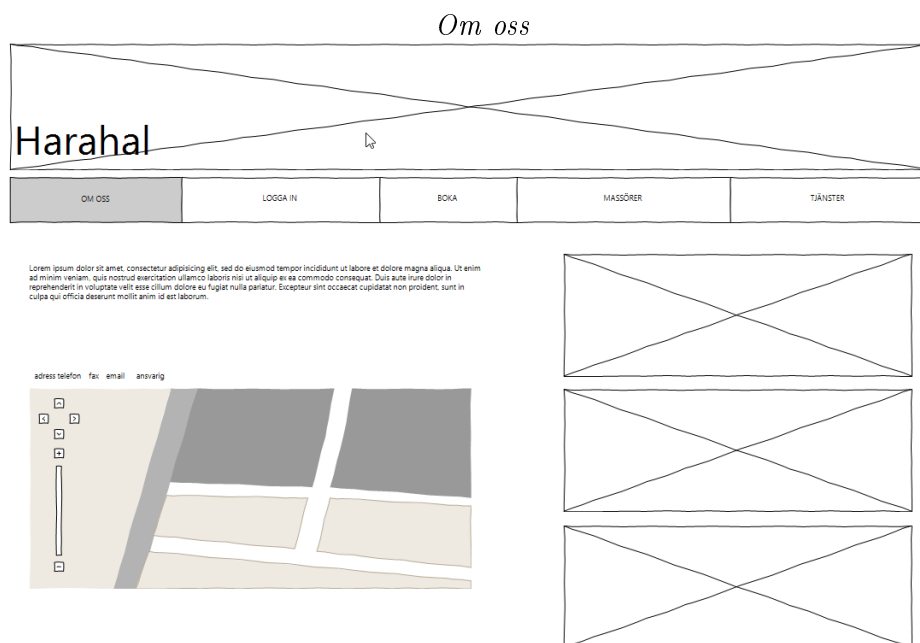 Om oss
Harahal
OM OSS LOGGA IN BOKA MASSÖRER TJÄNSTER
Lorem ipsum dolor sit amet, consectetur adipisicing elit, sed do eiusmod tempor incididunt ut labore et dolore magna aliqua. Ut enim
ad minim veniam, quis nostrud exercitation ullamco laboris nisi ut aliquip ex ea commodo consequat. Duis aute irure dolor in
reprehenderit in voluptate velit esse cillum dolore eu fugiat nulla pariatur. Excepteur sint occaecat cupidatat non proident, sunt in
culpa qui officia deserunt mollit anim id est laborum.
adress telefon fax email ansvarig